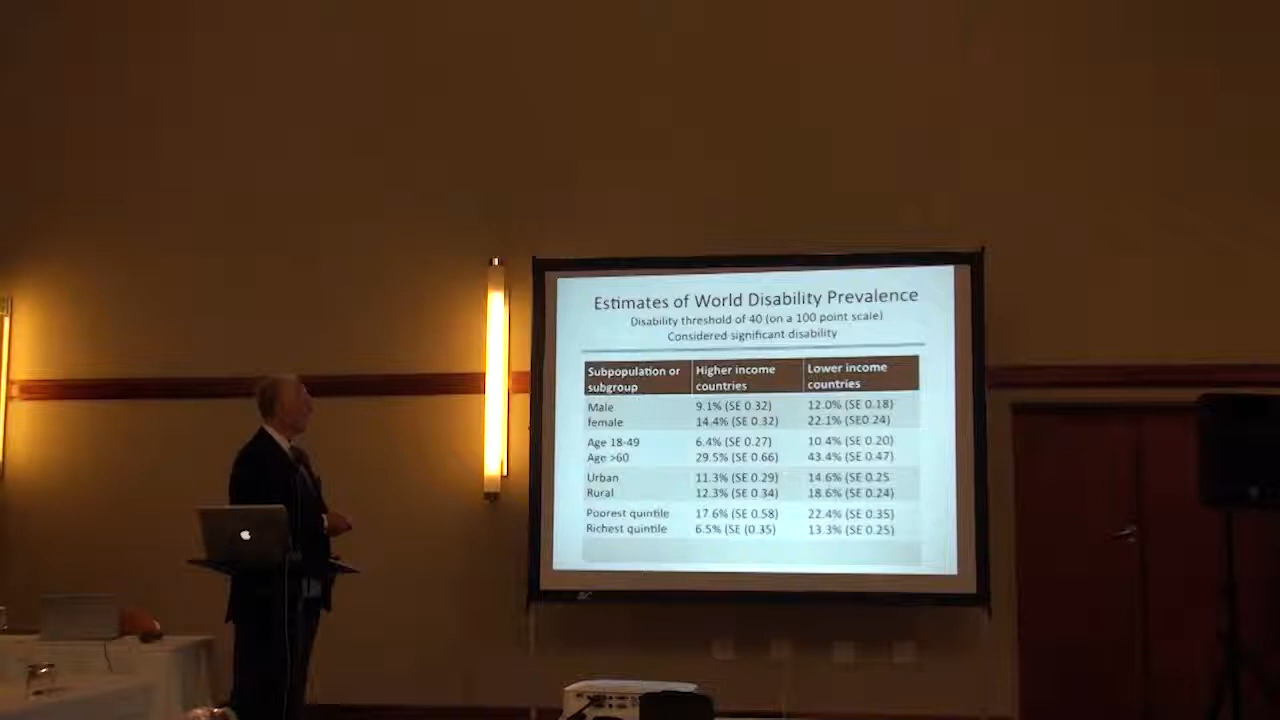 Estimates of World Disability Prevalence
Disability threshold of 40 (on a 100 point scale)
Considered significant disability
Subpopulation or subgroup Higher income countries Lower income countries
Male 9.1% (SE 0.32) 12.0% (SE 0.18)
female 14.4% (SE 0.32) 22.1% (SE0.24)
Age 18-49 6.4% (SE 0.27) 10.4% (SE 0.20)
Age >60 29.5% (SE 0.66) 43.4% (SE 0.47)
Urban 11.3% (SE 0.29) 14.6% (SE 0.25
Rural 12.3% (SE 0.34) 18.6% (SE 0.24)
Poorest quintile 17.6% (SE 0.58) 22.4% (SE 0.35)
Richest quintile 6.5% (SE (0.35) 13.3% (SE 0.25)